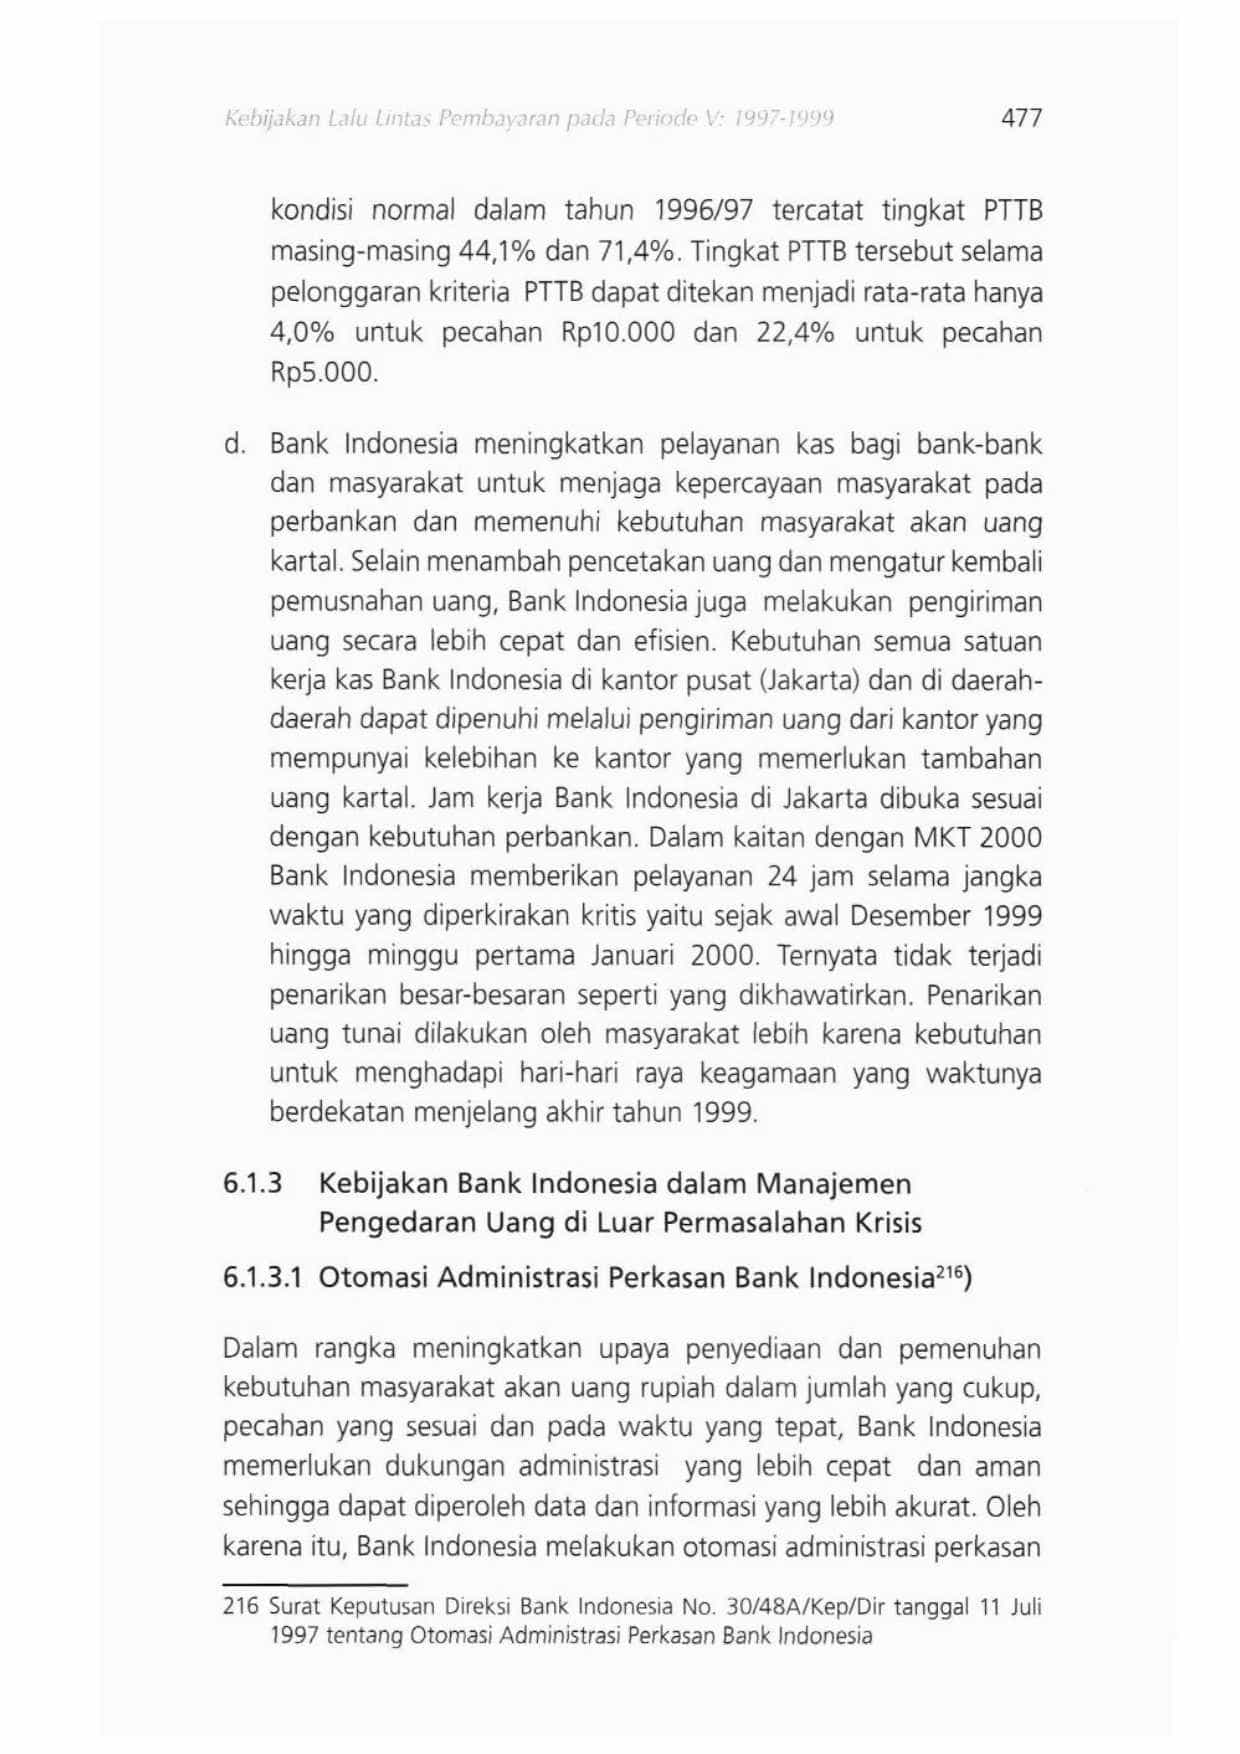 Kebijakan Lalu Lintas Pembayaran pada Periode V: 1997-1999 477
kondisi normal dalam tahun 1996/97 tercatat tingkat PTTB
masing-masing 44,1% dan 71,4%. Tingkat PTTB tersebut selama
pelonggaran kriteria PTTB dapat ditekan menjadi rata-rata hanya
4,0% untuk pecahan Rp10.000 dan 22,4% untuk pecahan
Rp5.000.
d. Bank Indonesia meningkatkan pelayanan kas bagi bank-bank
dan masyarakat untuk menjaga kepercayaan masyarakat pada
perbankan dan memenuhi kebutuhan masyarakat akan uang
kartal. Selain menambah pencetakan uang dan mengatur kembali
pemusnahan uang, Bank Indonesia juga melakukan pengiriman
uang secara lebih cepat dan efisien. Kebutuhan semua satuan
kerja kas Bank Indonesia di kantor pusat (Jakarta) dan di daerah-
daerah dapat dipenuhi melalui pengiriman uang dari kantor yang
mempunyai kelebihan ke kantor yang memerlukan tambahan
uang kartal. Jam kerja Bank Indonesia di Jakarta dibuka sesuai
dengan kebutuhan perbankan. Dalam kaitan dengan MKT 2000
Bank Indonesia memberikan pelayanan 24 jam selama jangka
waktu yang diperkirakan kritis yaitu sejak awal Desember 1999
hingga minggu pertama Januari 2000. Ternyata tidak terjadi
penarikan besar-besaran seperti yang dikhawatirkan. Penarikan
uang tunai dilakukan oleh masyarakat lebih karena kebutuhan
untuk menghadapi hari-hari raya keagamaan yang waktunya
berdekatan menjelang akhir tahun 1999.
6.1.3 Kebijakan Bank Indonesia dalam Manajemen
Pengedaran Uang di Luar Permasalahan Krisis
6.1.3.1 Otomasi Administrasi Perkasan Bank Indonesia216)
Dalam rangka meningkatkan upaya penyediaan dan pemenuhan
kebutuhan masyarakat akan uang rupiah dalam jumlah yang cukup,
pecahan yang sesuai dan pada waktu yang tepat, Bank Indonesia
memerlukan dukungan administrasi yang lebih cepat dan aman
sehingga dapat diperoleh data dan informasi yang lebih akurat. Oleh
karena itu, Bank Indonesia melakukan otomasi administrasi perkasan
216 Surat Keputusan Direksi Bank Indonesia No. 30/48A/Kep/Dir tanggal 11 Juli
1997 tentang Otomasi Administrasi Perkasan Bank Indonesia